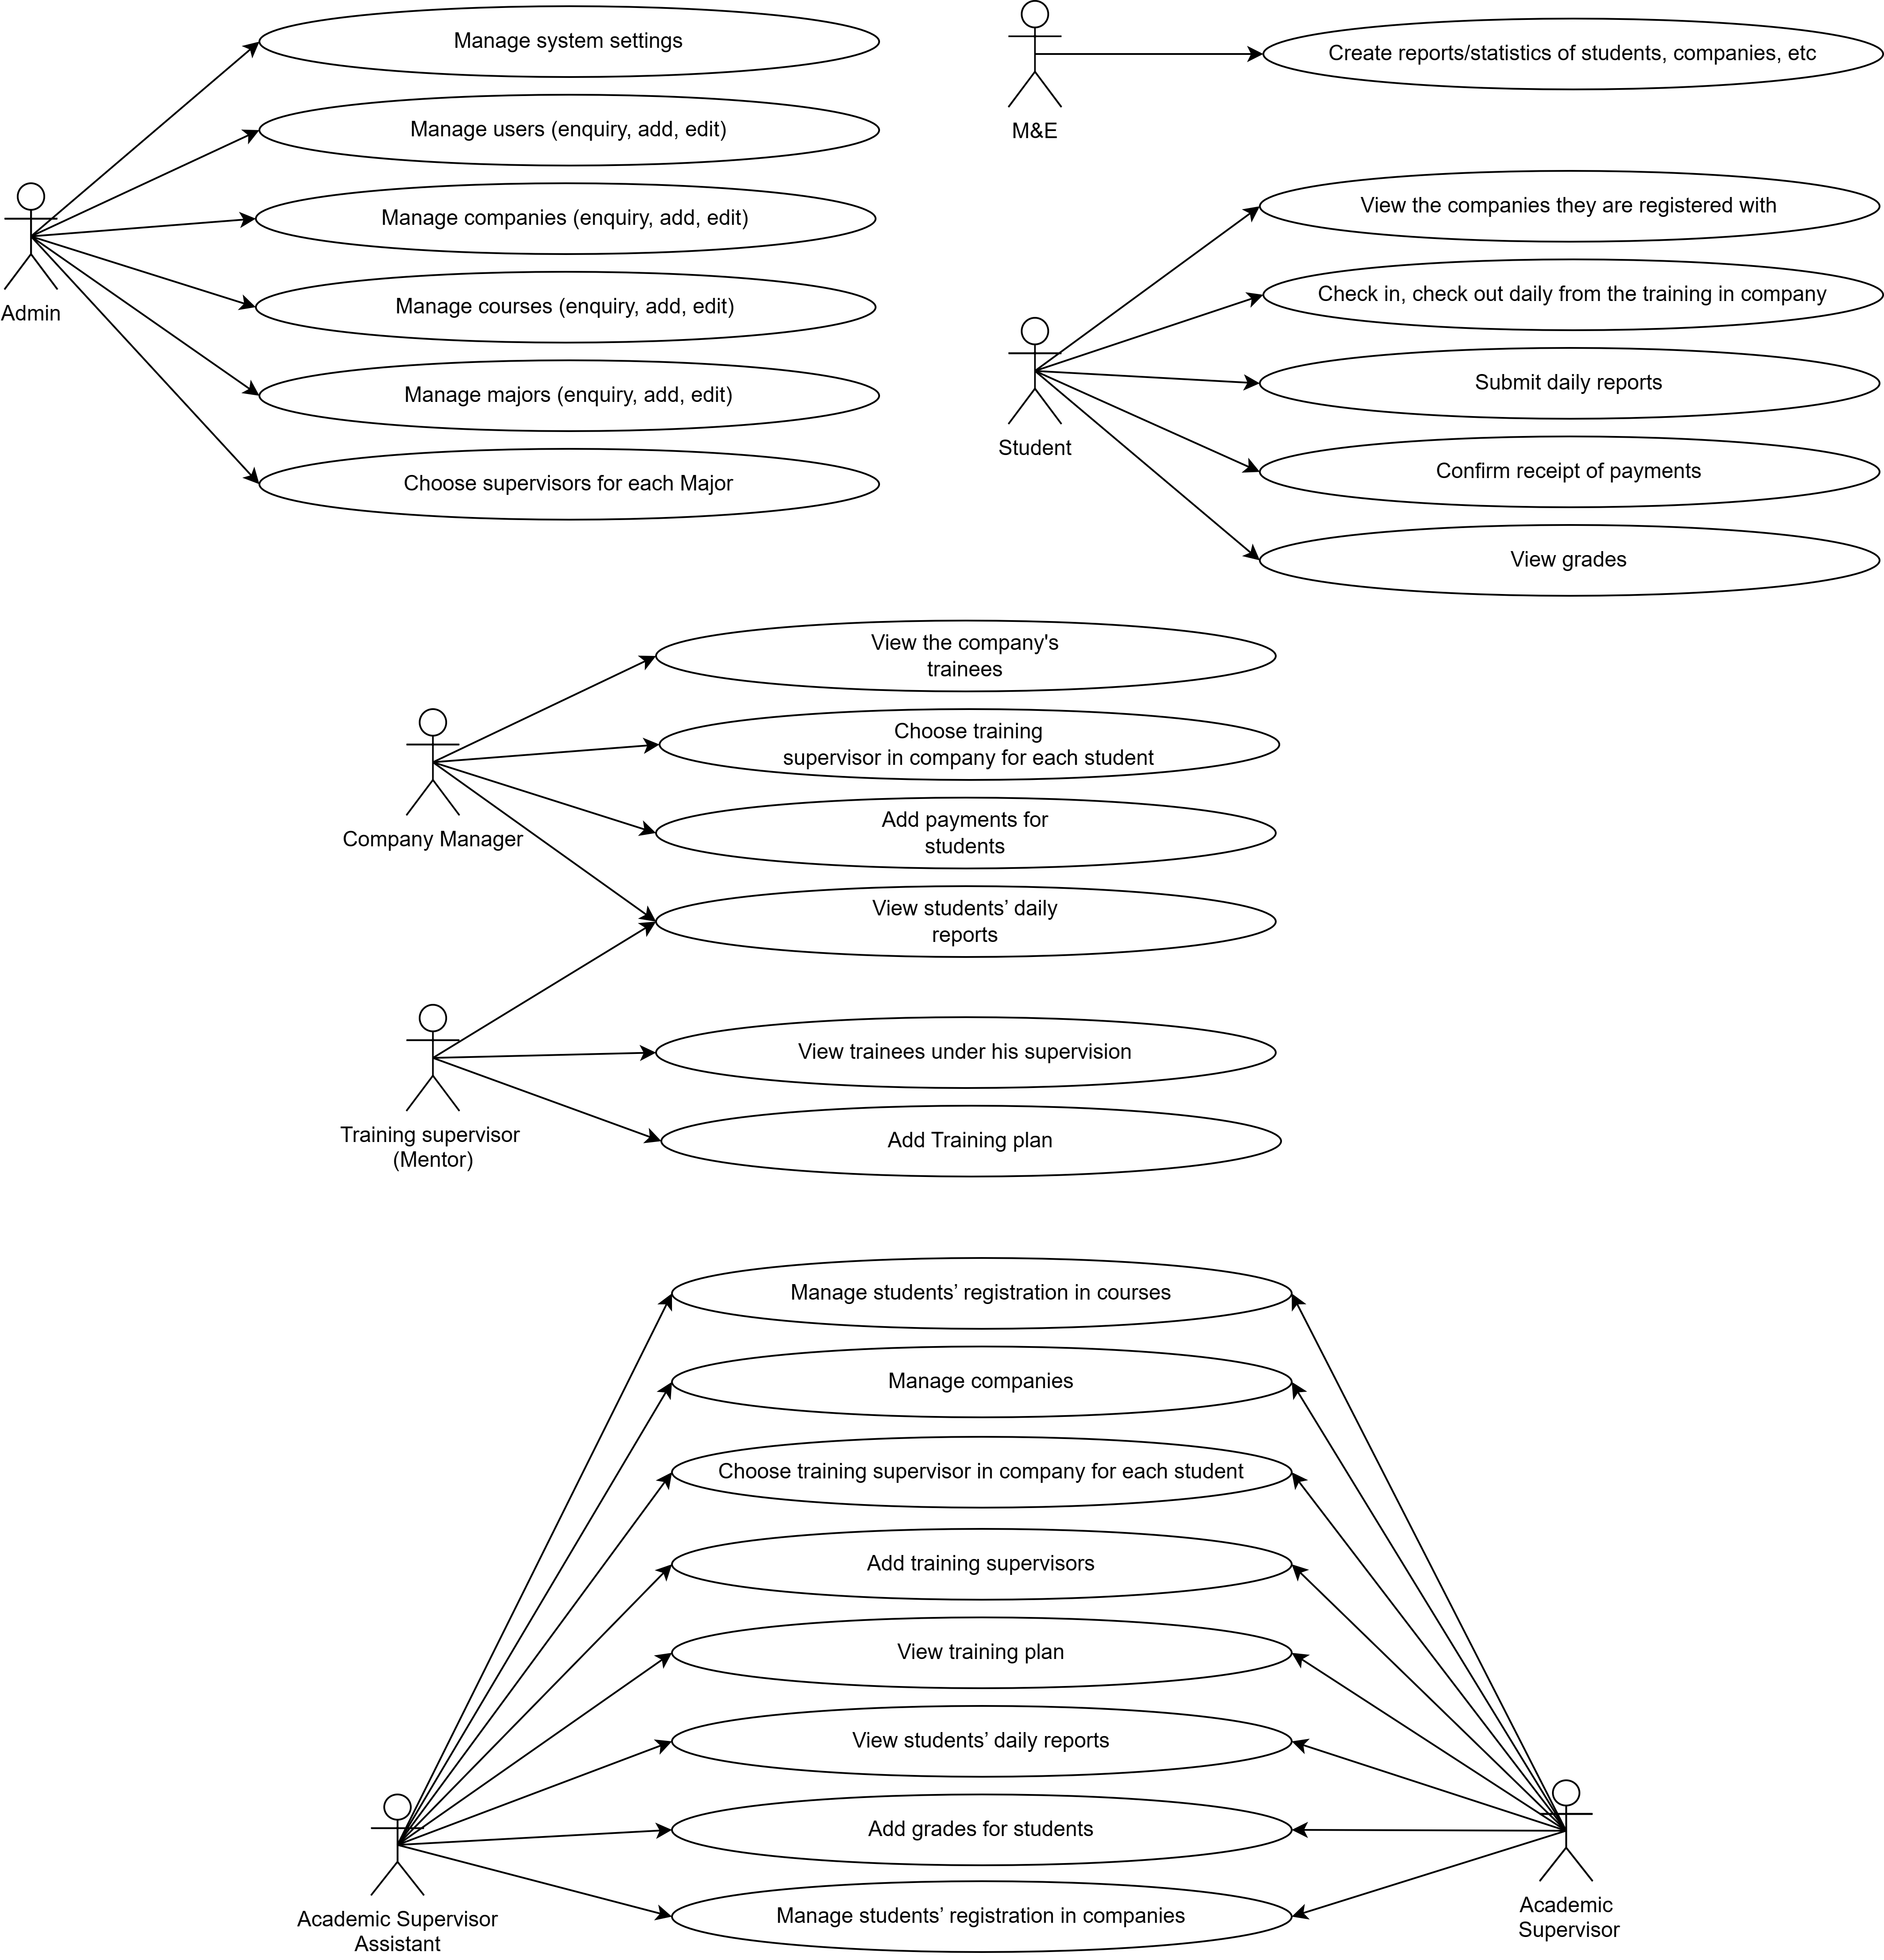 Manage system settings
Manage users (enquiry, add, edit)
Manage companies (enquiry, add, edit)
Manage courses (enquiry, add, edit)
Manage majors (enquiry, add, edit)
Choose supervisors for each Major
Admin
Create reports/statistics of students, companies, etc
M&E
View the companies they are registered with
Check in, check out daily from the training in company
Submit daily reports
Confirm receipt of payments
View grades
Student
View the company's
trainees
Choose training
supervisor in company for each student
Add payments for
students
View students’ daily
reports
Company Manager
View trainees under his supervision
Add Training plan
Training supervisor
(Mentor)
Manage students’ registration in courses
Manage companies
Choose training supervisor in company for each student
Add training supervisors
View training plan
View students’ daily reports
Add grades for students
Manage students’ registration in companies
Academic Supervisor
Assistant
Academic
Supervisor